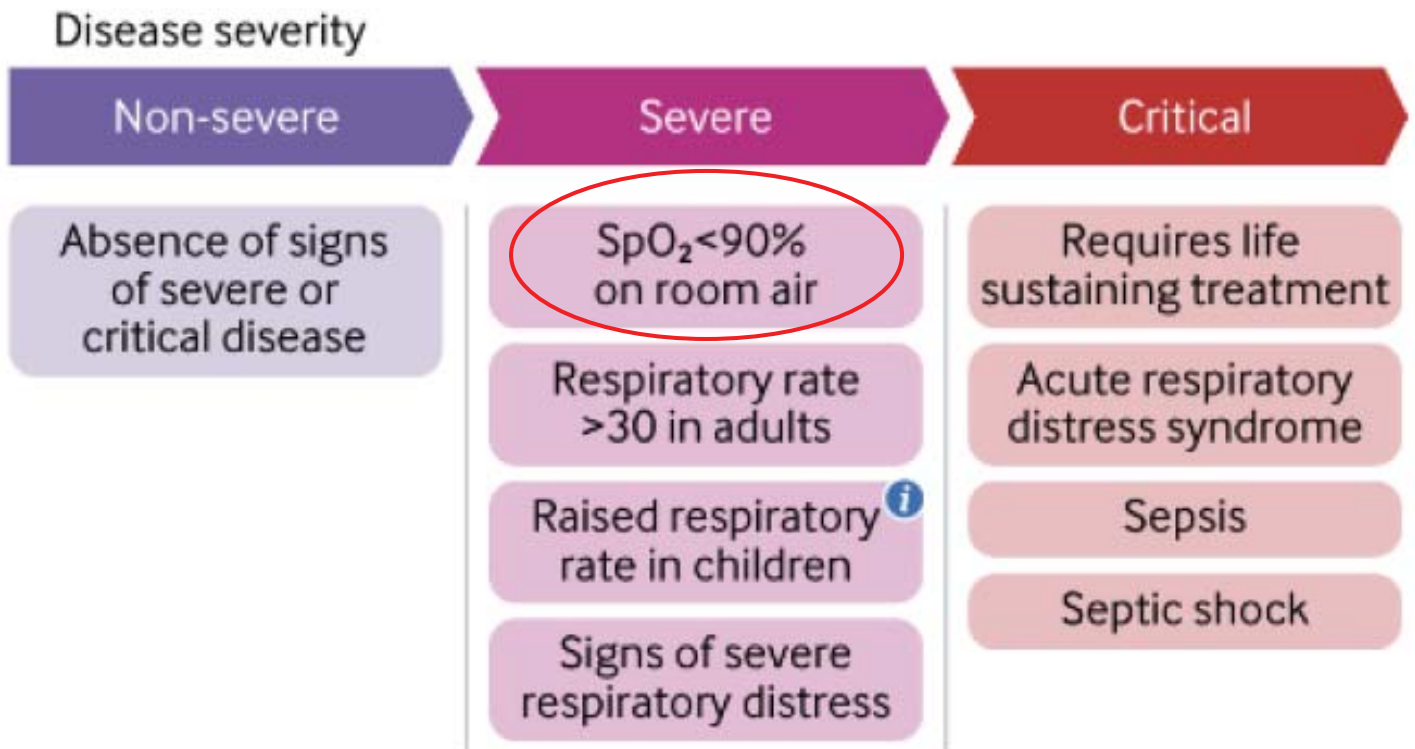 Disease severity
Non-severe
Severe
Critical
Absence of signs
of severe or
critical disease
SpO₂<90%
on room air
Respiratory rate
>30 in adults
Raised respiratory
rate in children
i
Signs of severe
respiratory distress
Requires life
sustaining treatment
Acute respiratory
distress syndrome
Sepsis
Septic shock